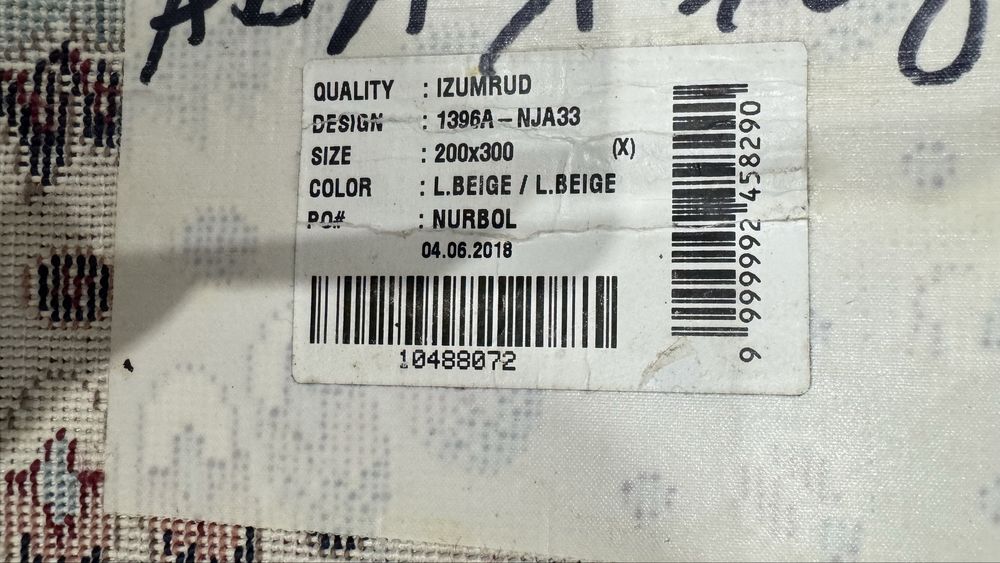 QUALITY : IZUMRUD
DESIGN : 1396A-NJA33
SIZE : 200x300 (X)
COLOR : L.BEIGE / L.BEIGE
PO# : NURBOL
04.06.2018
10488072
9 999992 458290